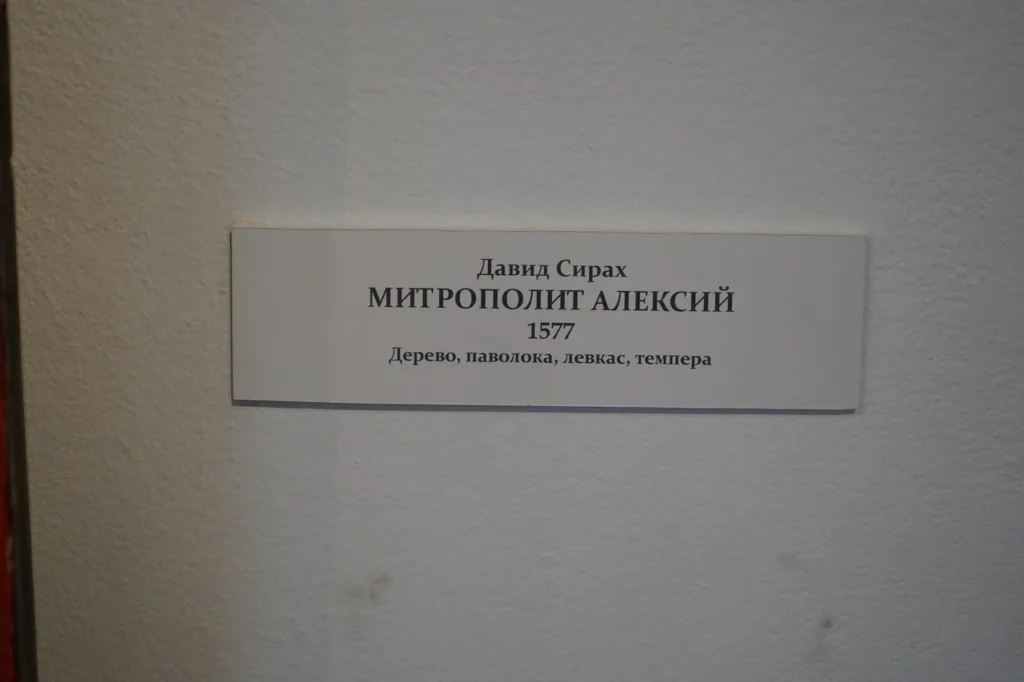 Давид Сирах
МИТРОПОЛИТ АЛЕКСИЙ
1577
Дерево, паволока, левкас, темпера